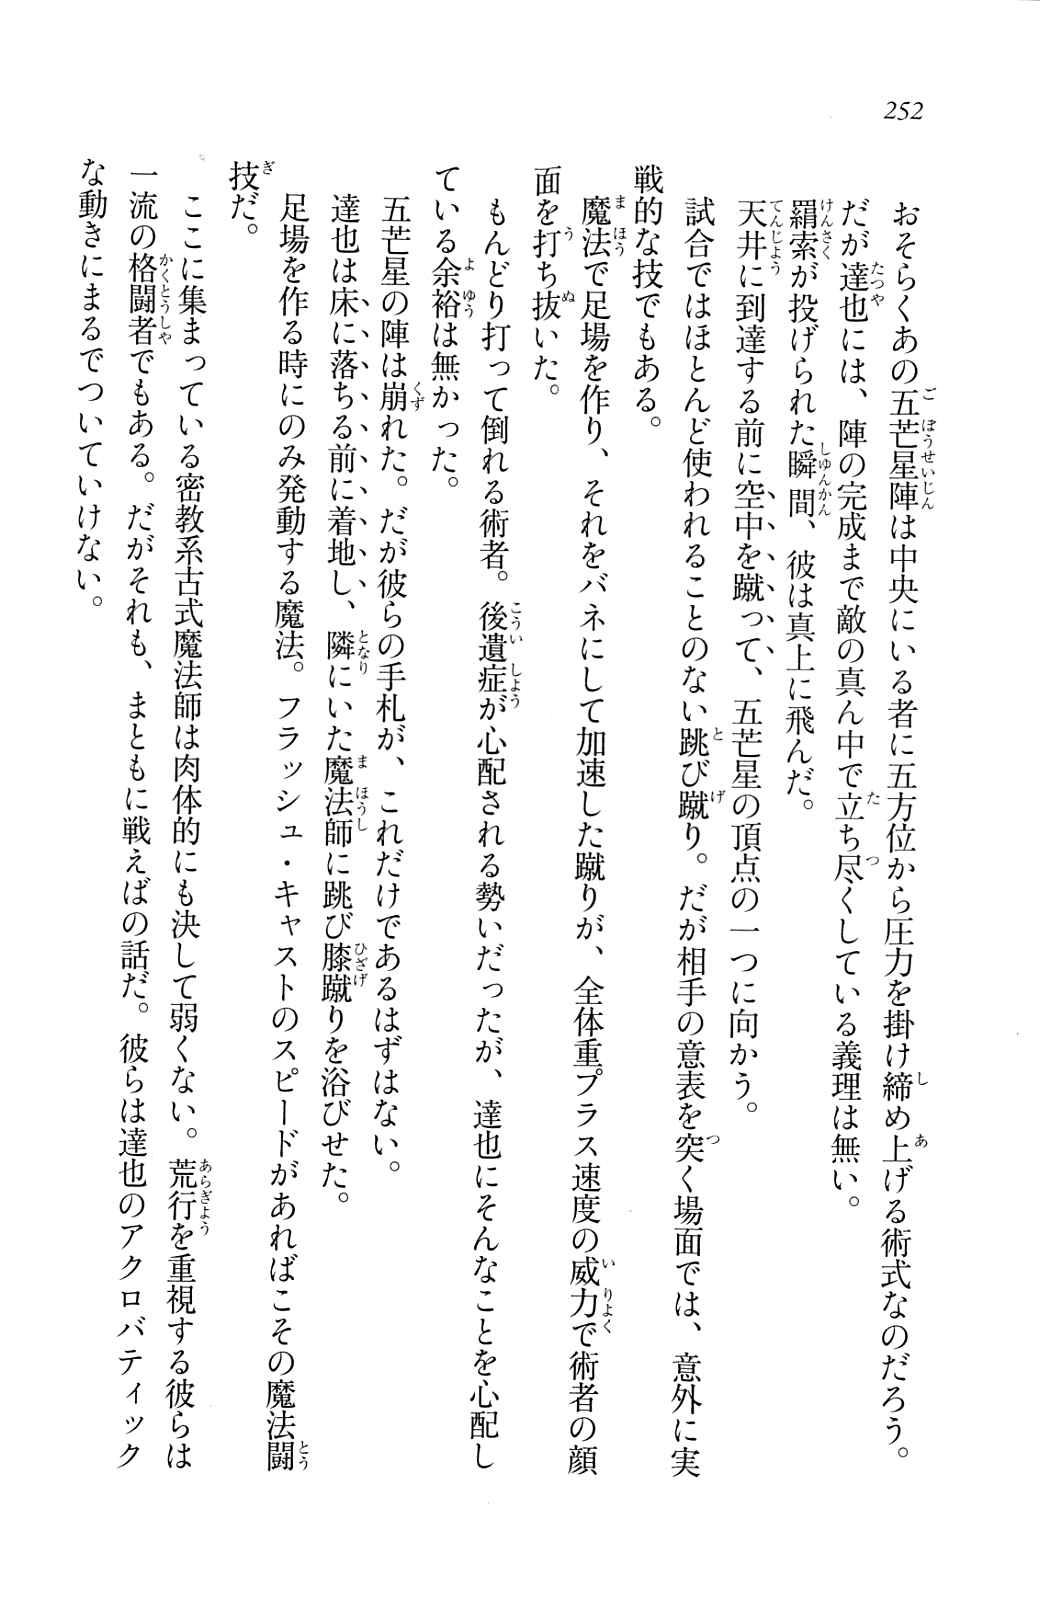 252
おそらくあの五芒星陣は中央にいる者に五方位から圧力を掛け締め上げる術式なのだろう。
だが達也には、陣の完成まで敵の真ん中で立ち尽くしている義理は無い。
羂索が投げられた瞬間、彼は真上に飛んだ。
天井に到達する前に空中を蹴って、五芒星の頂点の一つに向かう。
試合ではほとんど使われることのない跳び蹴り。だが相手の意表を突く場面では、意外に実
戦的な技でもある。
魔法で足場を作り、それをバネにして加速した蹴りが、全体重プラス速度の威力で術者の顔
面を打ち抜いた。
もんどり打って倒れる術者。後遺症が心配される勢いだったが、達也にそんなことを心配し
ている余裕は無かった。
五芒星の陣は崩れた。だが彼らの手札が、これだけであるはずはない。
達也は床に落ちる前に着地し、隣にいた魔法師に跳び膝蹴りを浴びせた。
足場を作る時にのみ発動する魔法。フラッシュ・キャストのスピードがあればこその魔法闘
技だ。
ここに集まっている密教系古式魔法師は肉体的にも決して弱くない。荒行を重視する彼らは
一流の格闘者でもある。だがそれも、まともに戦えばの話だ。彼らは達也のアクロバティック
な動きにまるでついていけない。